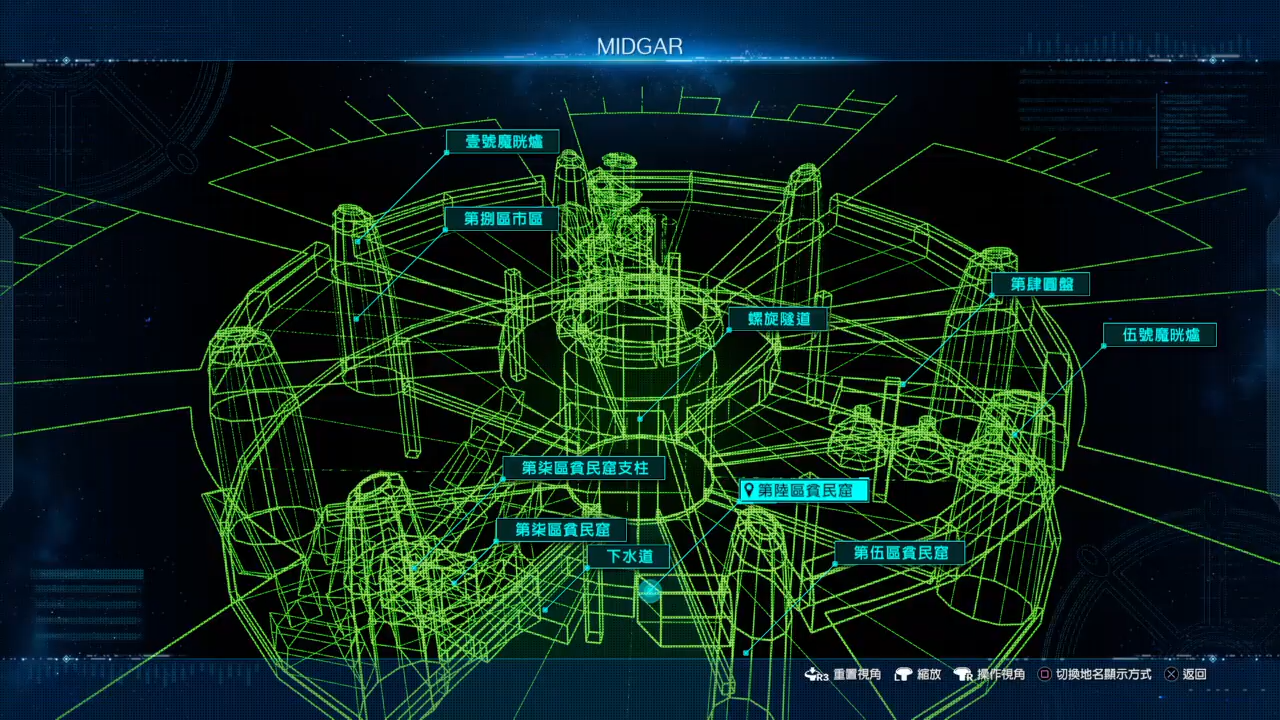 MIDGAR
壹號魔晄爐
第捌區市區
第肆圓盤
螺旋隧道
伍號魔晄爐
第柒區貧民窟支柱
第陸區貧民窟
第柒區貧民窟
下水道
第伍區貧民窟
R3 重置視角 L 縮放 R 操作視角 切換地名顯示方式 返回